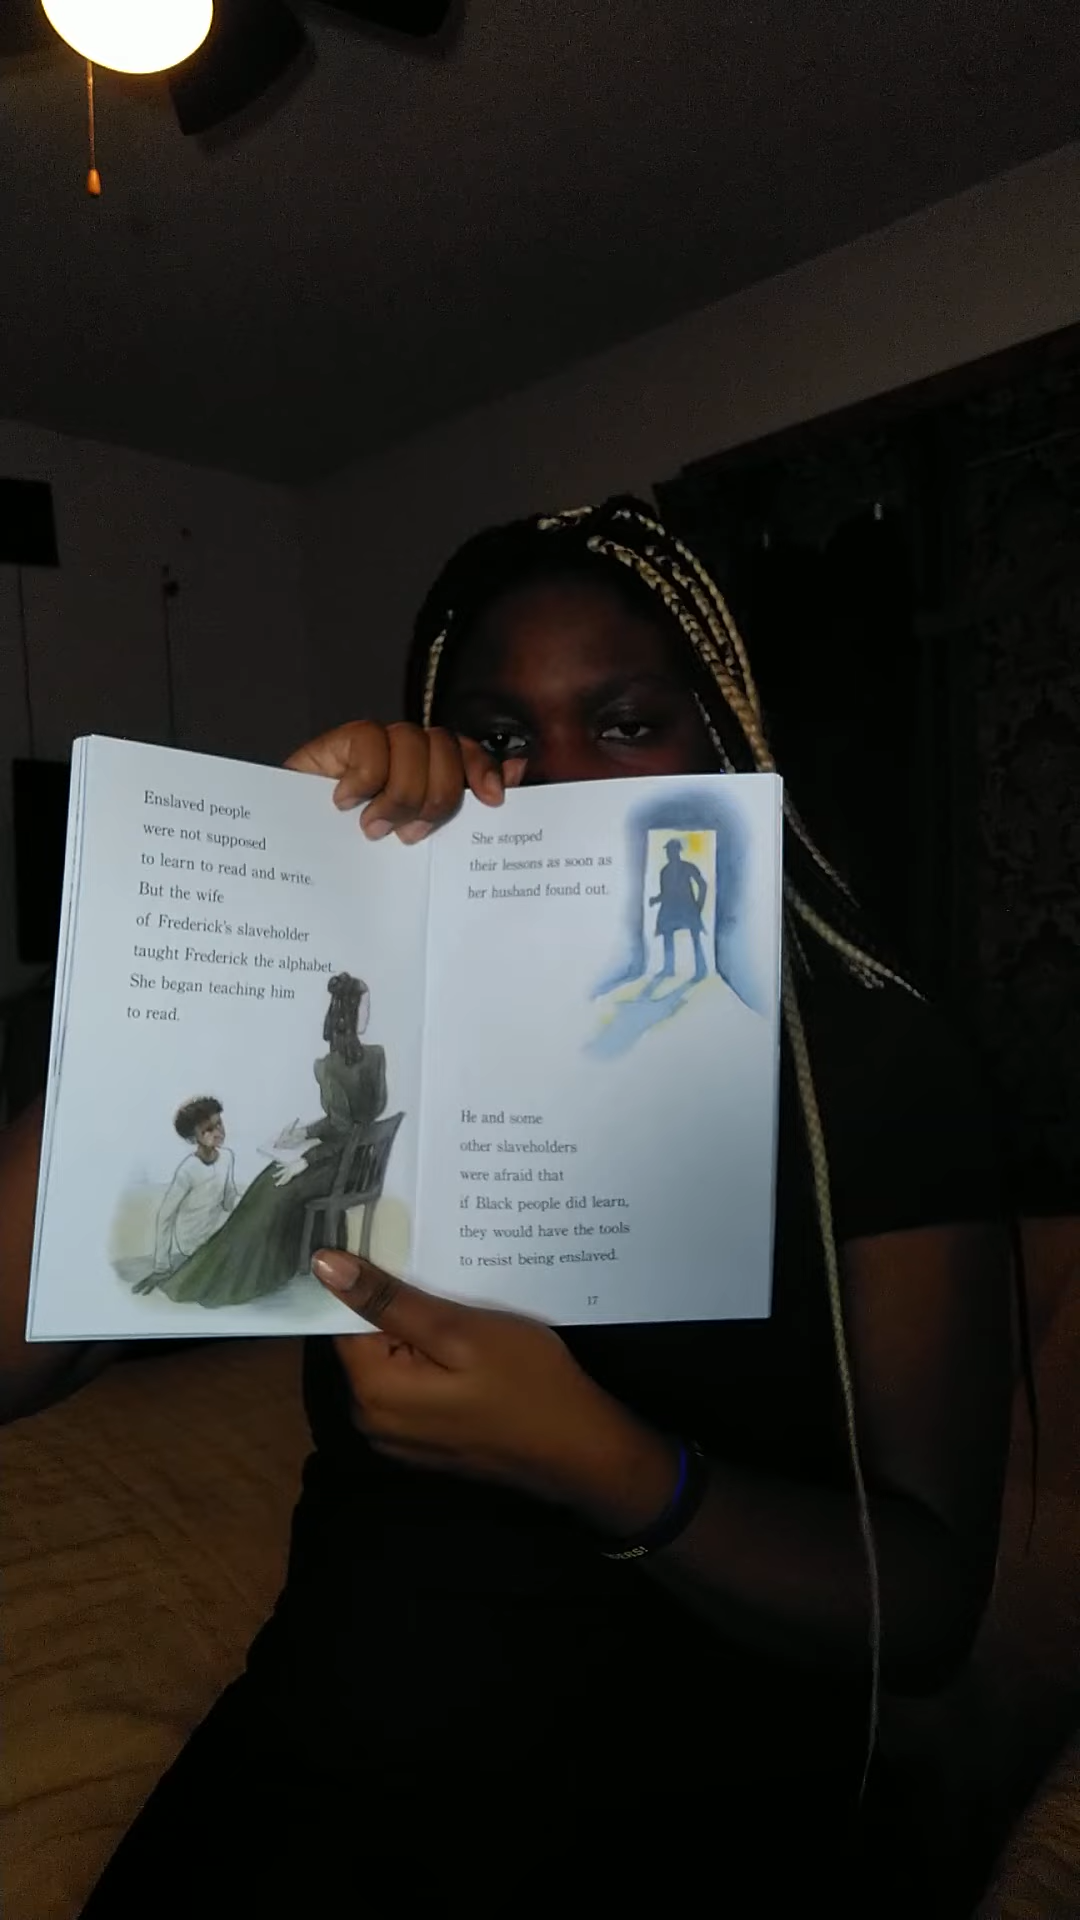 Enslaved people
were not supposed
to learn to read and write.
But the wife
of Frederick's slaveholder
taught Frederick the alphabet.
She began teaching him
to read.
She stopped
their lessons as soon as
her husband found out.
He and some
other slaveholders
were afraid that
if Black people did learn,
they would have the tools
to resist being enslaved.
17